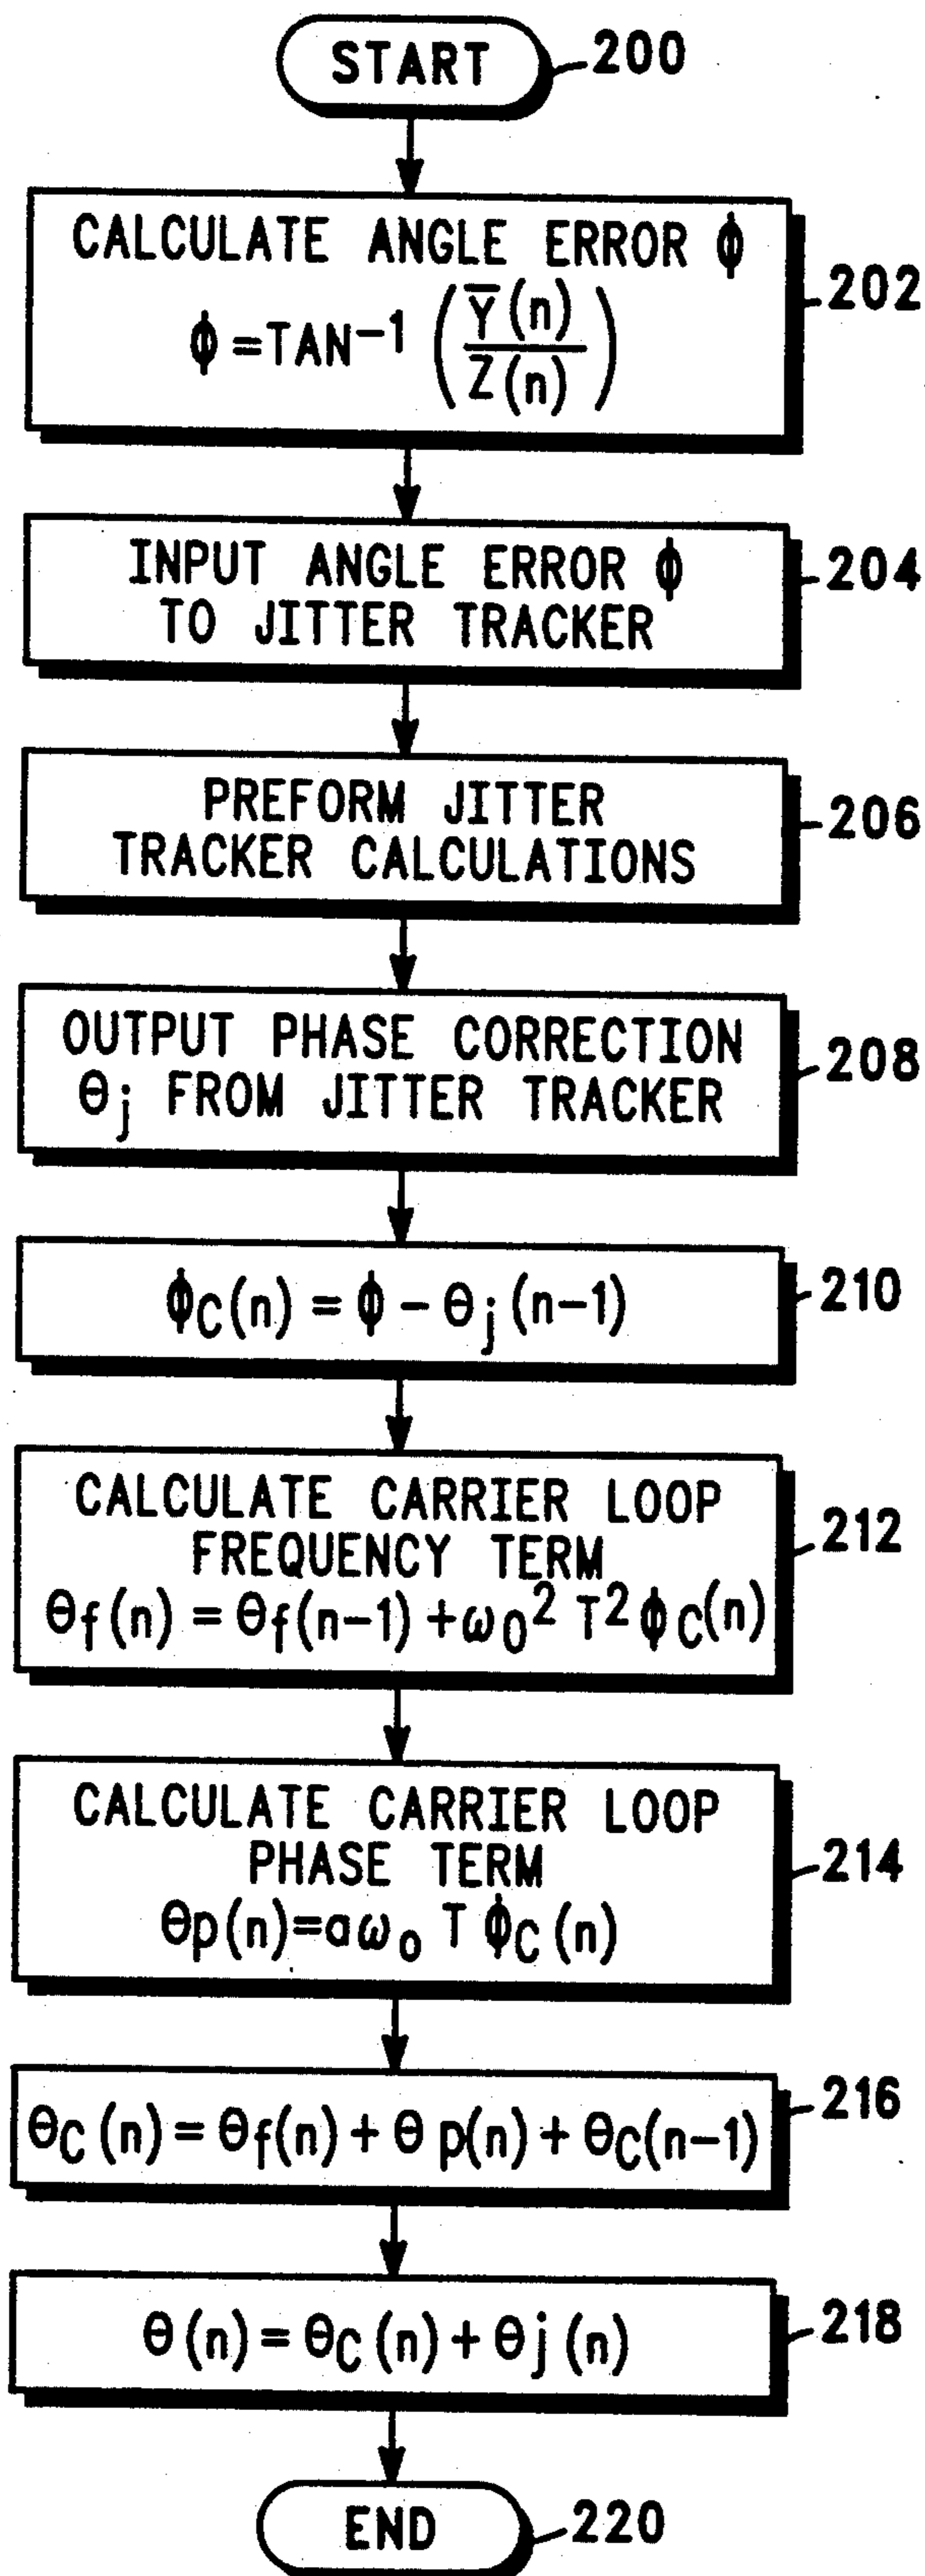 START
200
CALCULATE ANGLE ERROR ϕ
ϕ = TAN⁻¹ ( Y̅(n) / Z(n) )
202
INPUT ANGLE ERROR ϕ
TO JITTER TRACKER
204
PREFORM JITTER
TRACKER CALCULATIONS
206
OUTPUT PHASE CORRECTION
θj FROM JITTER TRACKER
208
ϕC(n) = ϕ − θj(n−1)
210
CALCULATE CARRIER LOOP
FREQUENCY TERM
θf(n) = θf(n−1) + ω0² T² ϕC(n)
212
CALCULATE CARRIER LOOP
PHASE TERM
θp(n)=aω0 T ϕC(n)
214
θC(n) = θf(n) + θp(n) + θC(n−1)
216
θ(n) = θC(n) + θj(n)
218
END
220